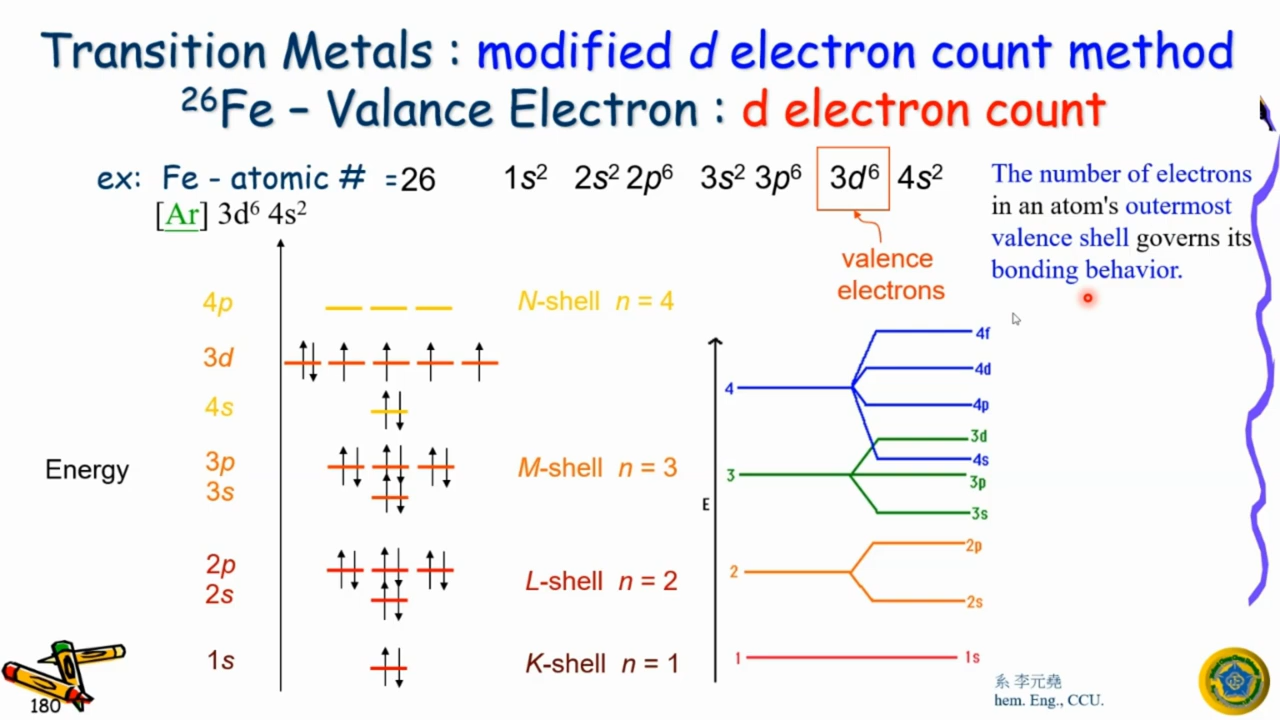 Transition Metals : modified d electron count method
²⁶Fe – Valance Electron : d electron count
ex: Fe - atomic # = 26 1s² 2s² 2p⁶ 3s² 3p⁶ 3d⁶ 4s²
[Ar] 3d⁶ 4s²
The number of electrons
in an atom's outermost
valence shell governs its
bonding behavior.
valence
electrons
4p N-shell n = 4
3d
4s
Energy
3p M-shell n = 3
3s
2p L-shell n = 2
2s
1s K-shell n = 1
E
4
4f
4d
4p
3d
4s
3
3p
3s
2
2p
2s
1
1s
系 李元堯
hem. Eng., CCU.
180